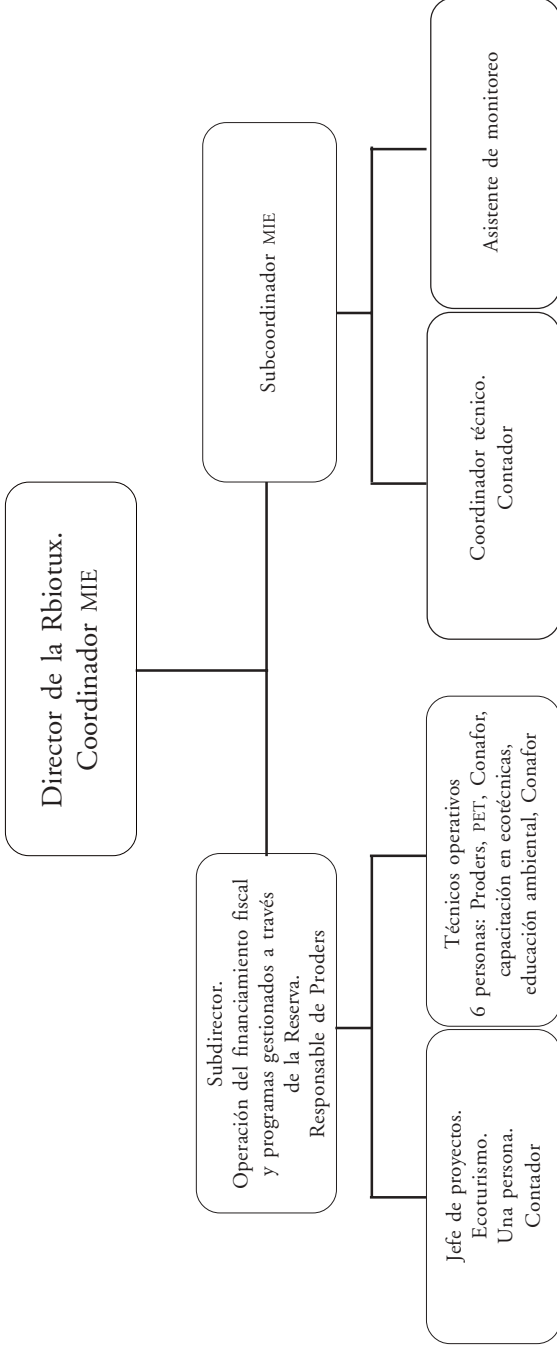 Director de la Rbiotux.
Coordinador MIE
Subdirector.
Operación del financiamiento fiscal
y programas gestionados a través
de la Reserva.
Responsable de Proders
Subcoordinador MIE
Jefe de proyectos.
Ecoturismo.
Una persona.
Contador
Técnicos operativos
6 personas: Proders, PET, Conafor,
capacitación en ecotécnicas,
educación ambiental, Conafor
Coordinador técnico.
Contador
Asistente de monitoreo